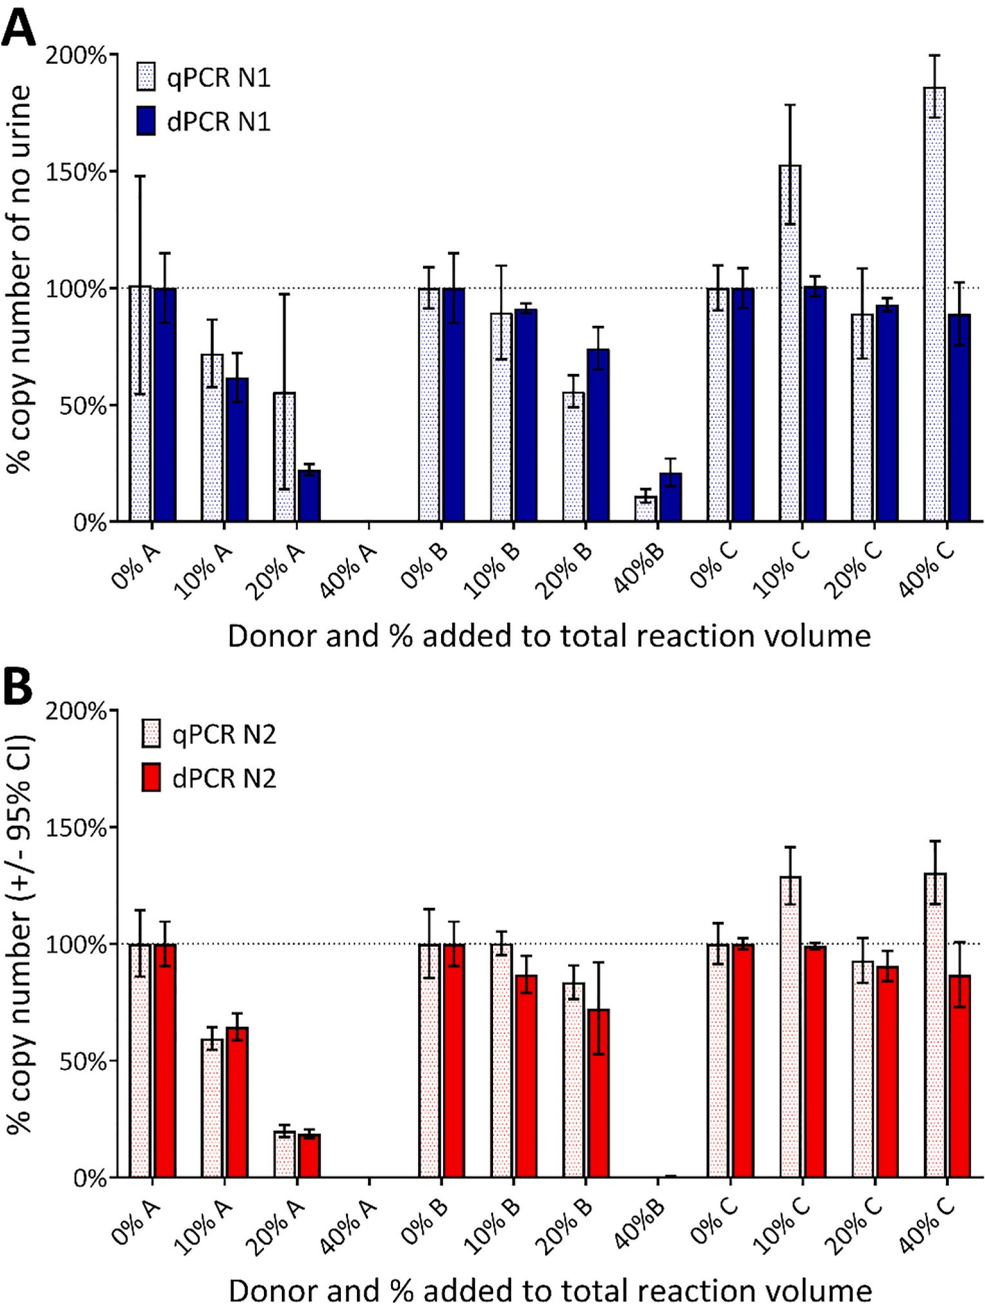 A
% copy number of no urine
200%
150%
100%
50%
0%
qPCR N1
dPCR N1
0% A
10% A
20% A
40% A
0% B
10% B
20% B
40%B
0% C
10% C
20% C
40% C
Donor and % added to total reaction volume
B
% copy number (+/- 95% CI)
200%
150%
100%
50%
0%
qPCR N2
dPCR N2
0% A
10% A
20% A
40% A
0% B
10% B
20% B
40%B
0% C
10% C
20% C
40% C
Donor and % added to total reaction volume